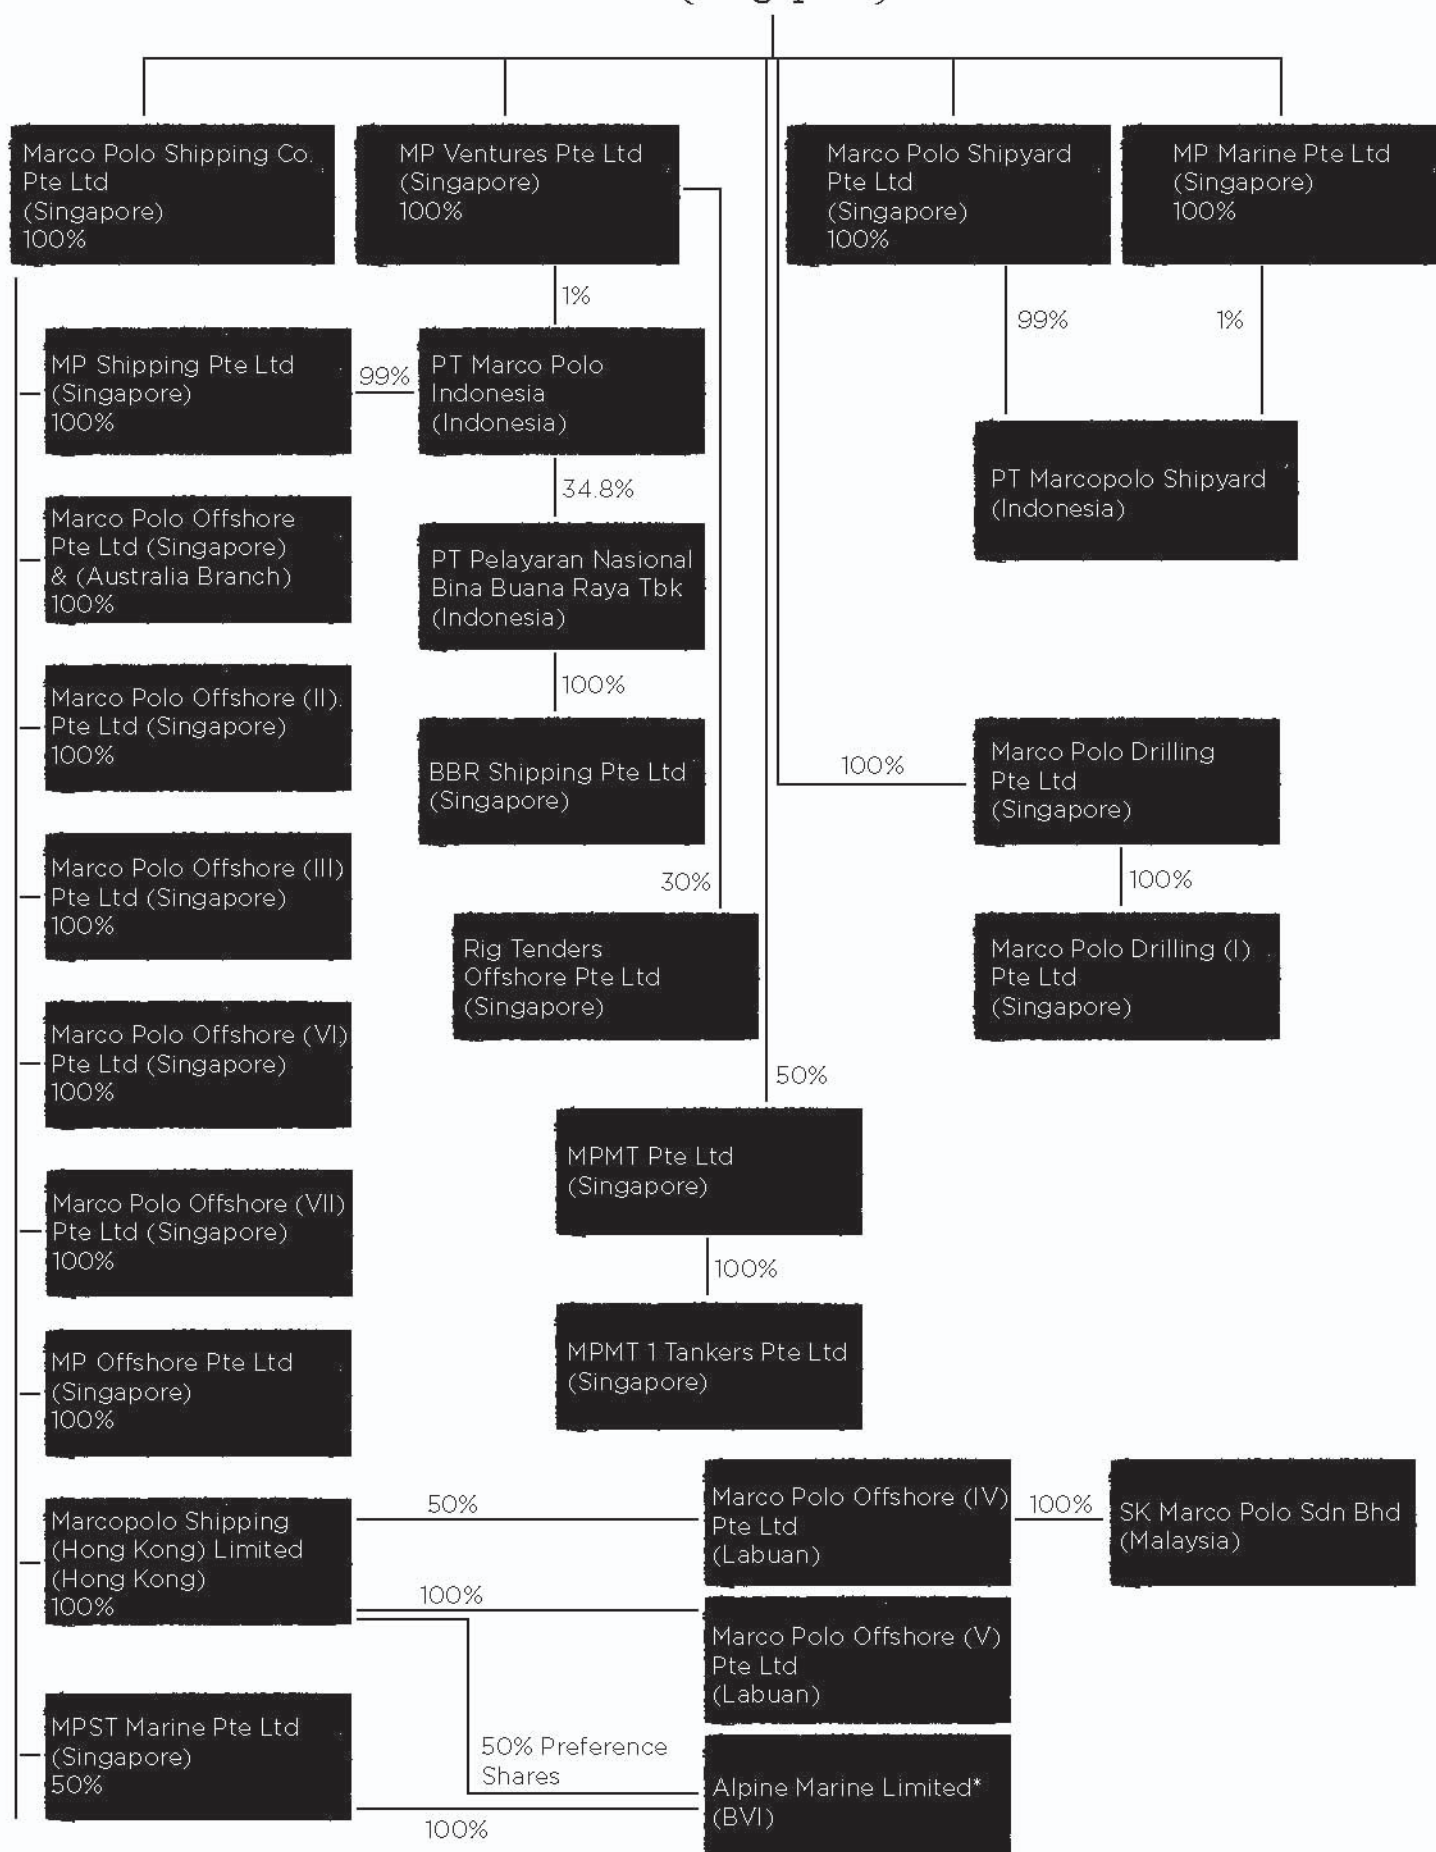 Marco Polo Shipping Co.
Pte Ltd
(Singapore)
100%
MP Ventures Pte Ltd
(Singapore)
100%
Marco Polo Shipyard
Pte Ltd
(Singapore)
100%
MP Marine Pte Ltd
(Singapore)
100%
1%
99%
1%
MP Shipping Pte Ltd
(Singapore)
100%
99%
PT Marco Polo
Indonesia
(Indonesia)
PT Marcopolo Shipyard
(Indonesia)
34.8%
Marco Polo Offshore
Pte Ltd (Singapore)
& (Australia Branch)
100%
PT Pelayaran Nasional
Bina Buana Raya Tbk
(Indonesia)
100%
Marco Polo Offshore (II)
Pte Ltd (Singapore)
100%
BBR Shipping Pte Ltd
(Singapore)
100%
Marco Polo Drilling
Pte Ltd
(Singapore)
Marco Polo Offshore (III)
Pte Ltd (Singapore)
100%
30%
100%
Rig Tenders
Offshore Pte Ltd
(Singapore)
Marco Polo Drilling (I)
Pte Ltd
(Singapore)
Marco Polo Offshore (VI)
Pte Ltd (Singapore)
100%
50%
MPMT Pte Ltd
(Singapore)
Marco Polo Offshore (VII)
Pte Ltd (Singapore)
100%
100%
MPMT 1 Tankers Pte Ltd
(Singapore)
MP Offshore Pte Ltd
(Singapore)
100%
Marcopolo Shipping
(Hong Kong) Limited
(Hong Kong)
100%
50%
Marco Polo Offshore (IV)
Pte Ltd
(Labuan)
100%
SK Marco Polo Sdn Bhd
(Malaysia)
100%
Marco Polo Offshore (V)
Pte Ltd
(Labuan)
MPST Marine Pte Ltd
(Singapore)
50%
50% Preference
Shares
Alpine Marine Limited*
(BVI)
100%